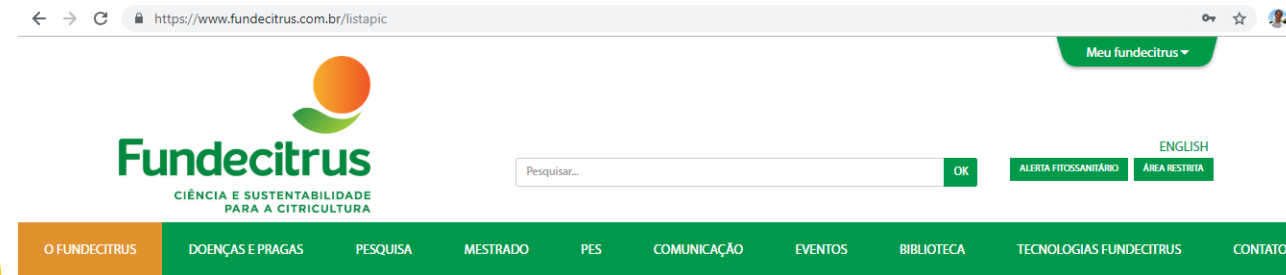 https://www.fundecitrus.com.br/listapic
Meu fundecitrus
Fundecitrus
CIÊNCIA E SUSTENTABILIDADE
PARA A CITRICULTURA
Pesquisar...
OK
ENGLISH
ALERTA FITOSSANITÁRIO
ÁREA RESTRITA
O FUNDECITRUS DOENÇAS E PRAGAS PESQUISA MESTRADO PES COMUNICAÇÃO EVENTOS BIBLIOTECA TECNOLOGIAS FUNDECITRUS CONTATO